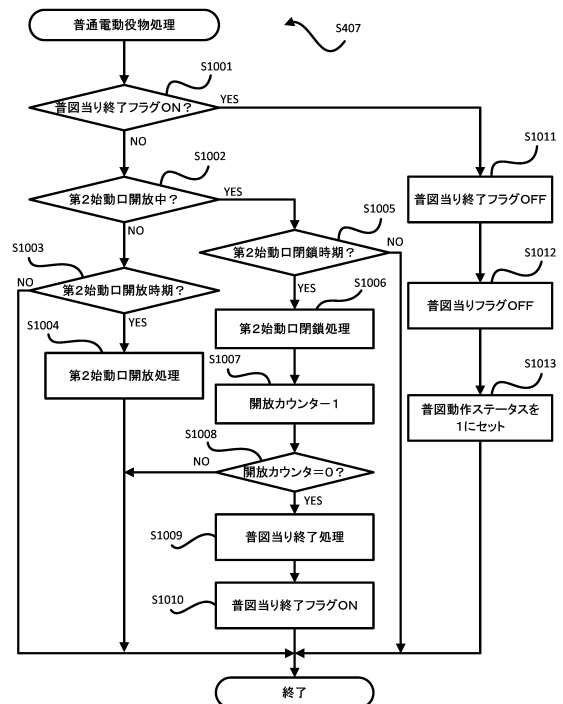 普通電動役物処理
S407
S1001
普図当り終了フラグON?
YES
NO
S1002
第2始動口開放中?
YES
NO
S1011
普図当り終了フラグOFF
S1003
NO
第2始動口開放時期?
YES
S1005
第2始動口閉鎖時期?
NO
YES
S1012
普図当りフラグOFF
S1004
第2始動口開放処理
S1006
第2始動口閉鎖処理
S1007
開放カウンター1
S1013
普図動作ステータスを
1にセット
S1008
NO
開放カウンタ=0?
YES
S1009
普図当り終了処理
S1010
普図当り終了フラグON
終了